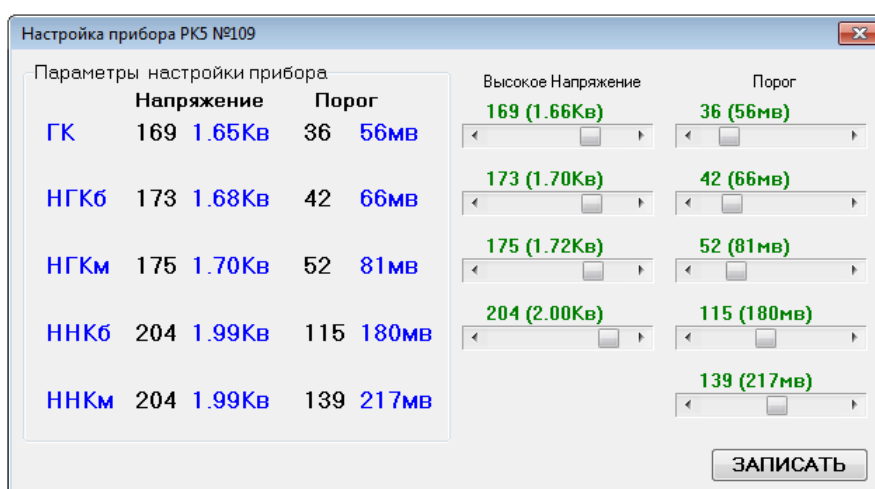 Настройка прибора РК5 №109
Параметры настройки прибора
Напряжение Порог
ГК 169 1.65Кв 36 56мв
НГКб 173 1.68Кв 42 66мв
НГКм 175 1.70Кв 52 81мв
ННКб 204 1.99Кв 115 180мв
ННКм 204 1.99Кв 139 217мв
Высокое Напряжение Порог
169 (1.66Кв) 36 (56мв)
173 (1.70Кв) 42 (66мв)
175 (1.72Кв) 52 (81мв)
204 (2.00Кв) 115 (180мв)
139 (217мв)
ЗАПИСАТЬ